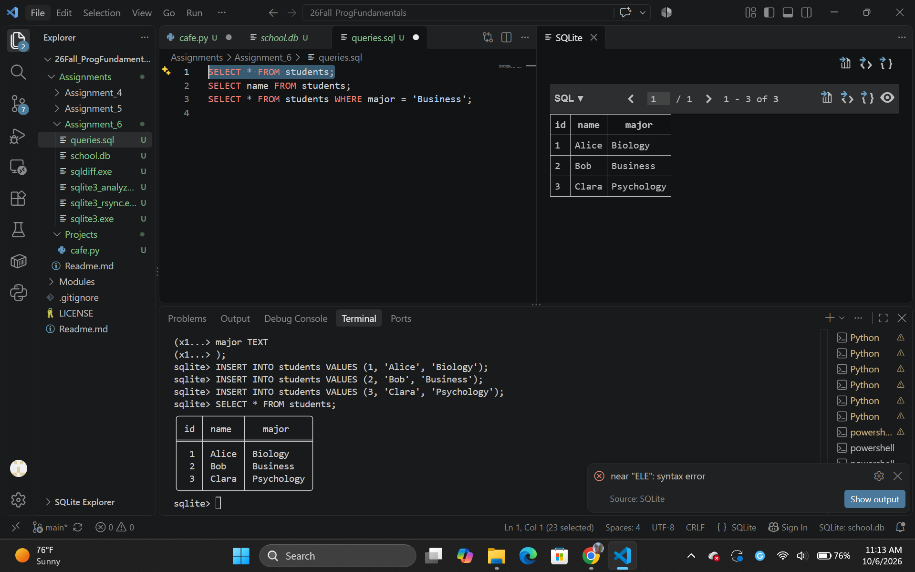 File Edit Selection View Go Run ··· 26Fall_ProgFundamentals
Explorer ···
26Fall_ProgFundament...
Assignments
Assignment_4
Assignment_5
Assignment_6
queries.sql U
school.db U
sqldiff.exe U
sqlite3_analyz... U
sqlite3_rsync.e... U
sqlite3.exe U
Projects
cafe.py U
Readme.md
Modules
.gitignore
LICENSE
Readme.md
SQLite Explorer
2
7
cafe.py U school.db U queries.sql U ···
Assignments > Assignment_6 > queries.sql
1 SELECT * FROM students;
2 SELECT name FROM students;
3 SELECT * FROM students WHERE major = 'Business';
4
SQLite ···
SQL ▾ 1 / 1 1 - 3 of 3
id name major
1 Alice Biology
2 Bob Business
3 Clara Psychology
Problems Output Debug Console Terminal Ports
(x1...> major TEXT
(x1...> );
sqlite> INSERT INTO students VALUES (1, 'Alice', 'Biology');
sqlite> INSERT INTO students VALUES (2, 'Bob', 'Business');
sqlite> INSERT INTO students VALUES (3, 'Clara', 'Psychology');
sqlite> SELECT * FROM students;
id name major
1 Alice Biology
2 Bob Business
3 Clara Psychology
sqlite>
Python
Python
Python
Python
Python
Python
powersh...
powershell
near "ELE": syntax error
Source: SQLite
Show output
main* 0 0 Ln 1, Col 1 (23 selected) Spaces: 4 UTF-8 CRLF { } SQLite Sign In SQLite: school.db
76°F
Sunny
Search
76%
11:13 AM
10/6/2026